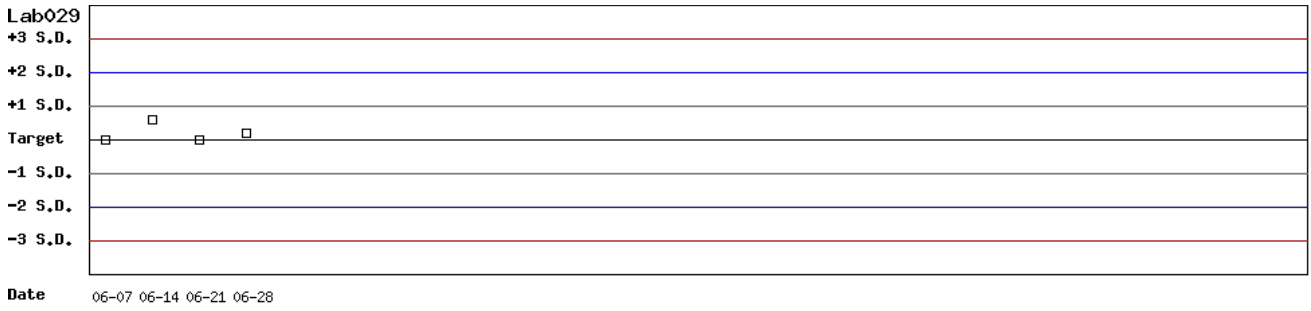 Lab029
+3 S.D.
+2 S.D.
+1 S.D.
Target
-1 S.D.
-2 S.D.
-3 S.D.
Date 06-07 06-14 06-21 06-28